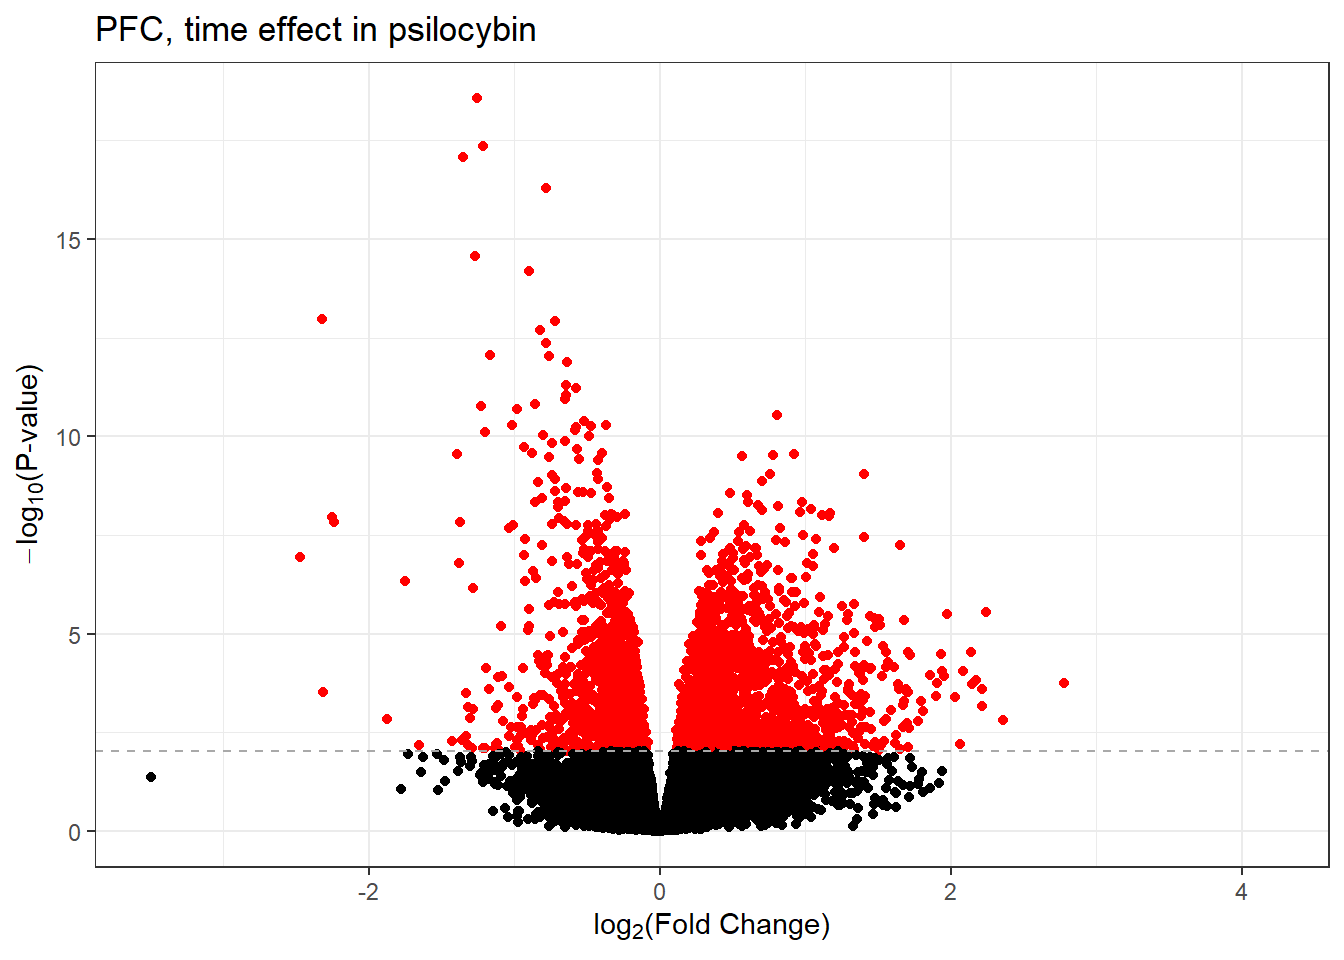 PFC, time effect in psilocybin
−log₁₀(P-value)
15
10
5
0
-2
0
2
4
log₂(Fold Change)